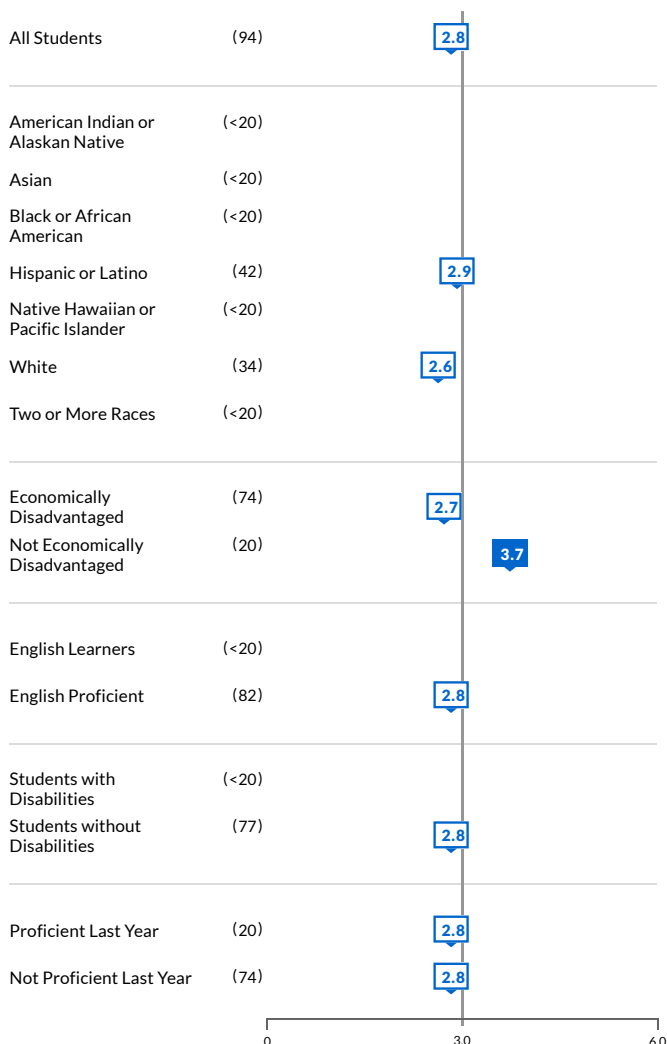 All Students (94) 2.8
American Indian or (<20)
Alaskan Native
Asian (<20)
Black or African (<20)
American
Hispanic or Latino (42) 2.9
Native Hawaiian or (<20)
Pacific Islander
White (34) 2.6
Two or More Races (<20)
Economically (74) 2.7
Disadvantaged
Not Economically (20) 3.7
Disadvantaged
English Learners (<20)
English Proficient (82) 2.8
Students with (<20)
Disabilities
Students without (77) 2.8
Disabilities
Proficient Last Year (20) 2.8
Not Proficient Last Year (74) 2.8
0 3.0 6.0